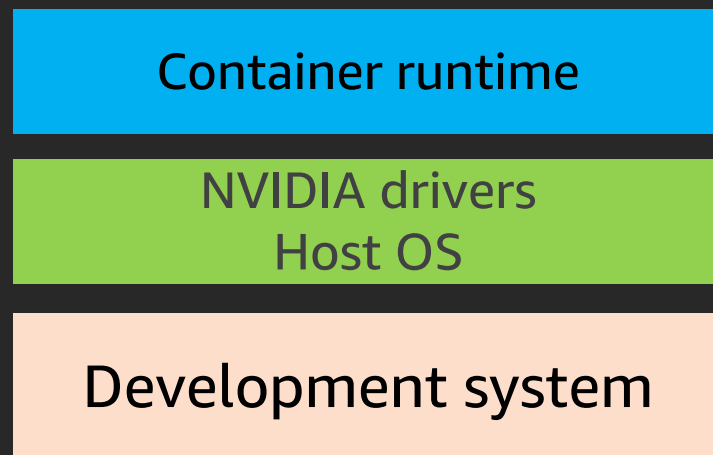 Container runtime
NVIDIA drivers
Host OS
Development system